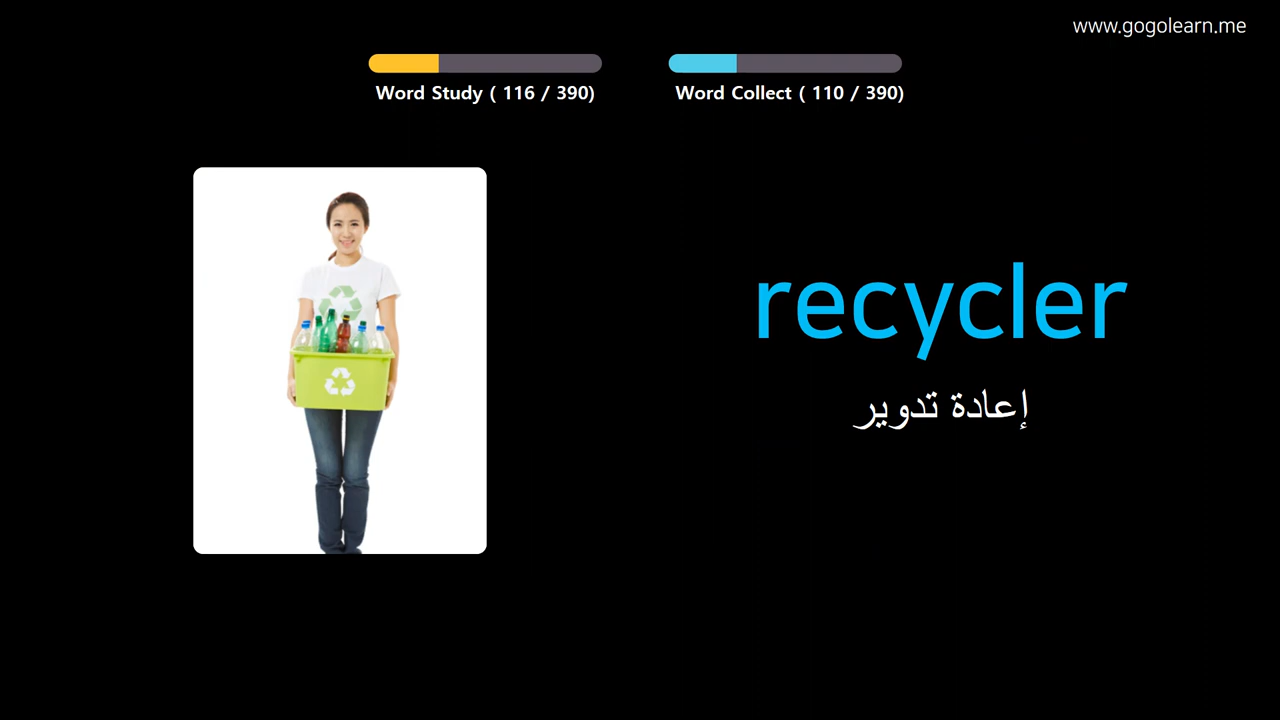 www.gogolearn.me
Word Study ( 116 / 390)
Word Collect ( 110 / 390)
recycler
إعادة تدوير